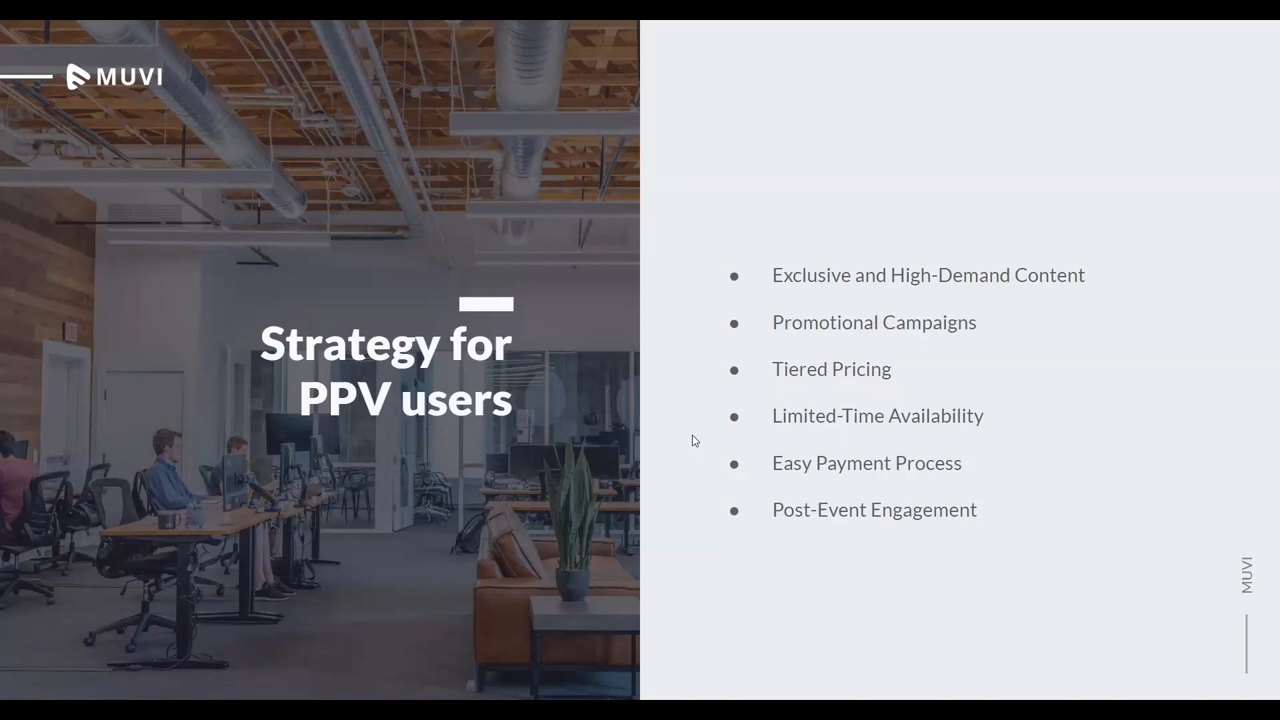 MUVI
Strategy for
PPV users
● Exclusive and High-Demand Content
● Promotional Campaigns
● Tiered Pricing
● Limited-Time Availability
● Easy Payment Process
● Post-Event Engagement
MUVI